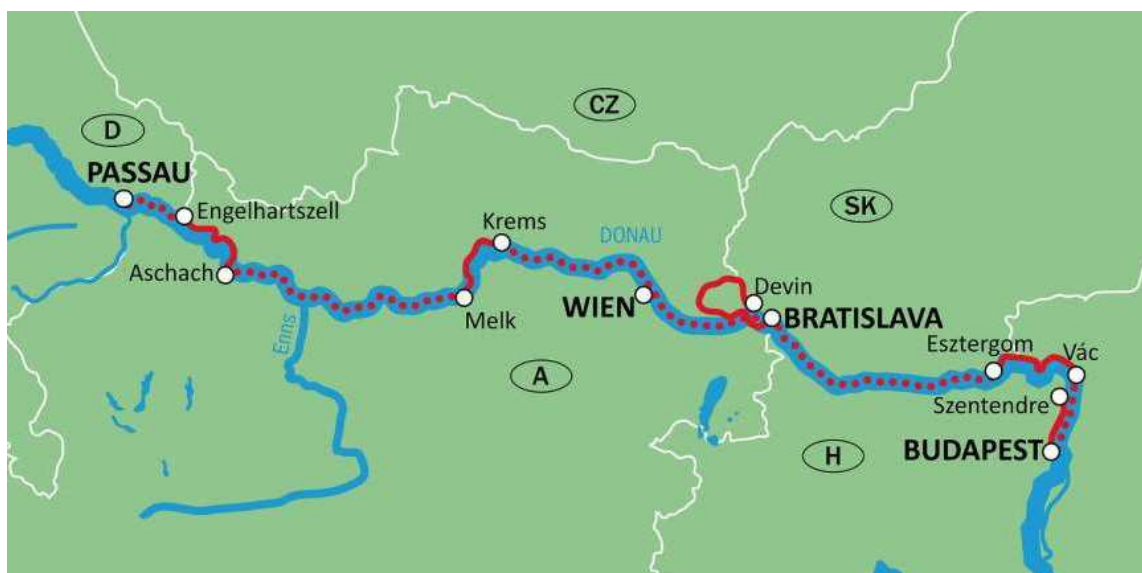 CZ
D
PASSAU
Engelhartszell
Krems
SK
DONAU
Aschach
Devin
WIEN
BRATISLAVA
Melk
Enns
Esztergom
Vác
A
Szentendre
BUDAPEST
H